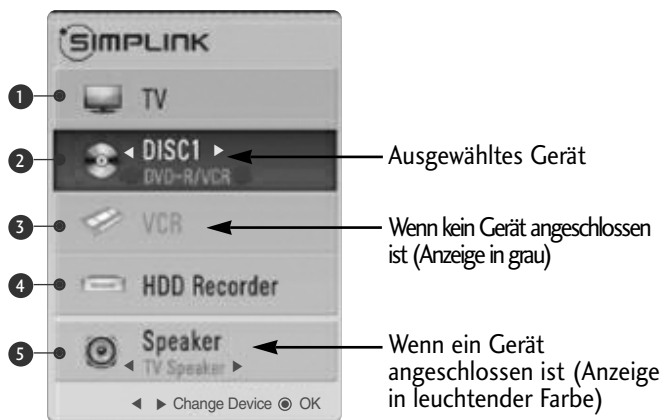 SIMPLINK
1 TV
2 ◀ DISC1 ▶ Ausgewähltes Gerät
DVD-R/VCR
3 VCR Wenn kein Gerät angeschlossen
ist (Anzeige in grau)
4 HDD Recorder
5 Speaker Wenn ein Gerät
◀ TV Speaker ▶ angeschlossen ist (Anzeige
in leuchtender Farbe)
◀ ▶ Change Device ◉ OK